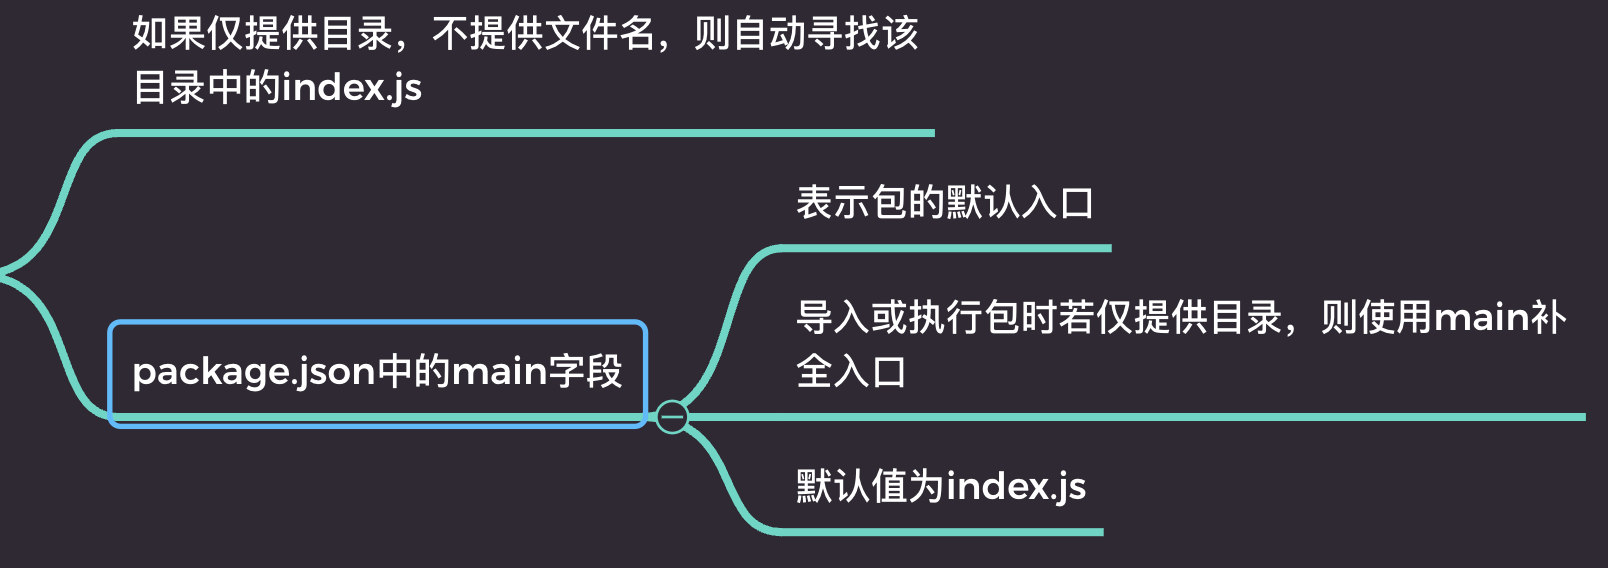 如果仅提供目录，不提供文件名，则自动寻找该
目录中的index.js
package.json中的main字段
表示包的默认入口
导入或执行包时若仅提供目录，则使用main补
全入口
默认值为index.js